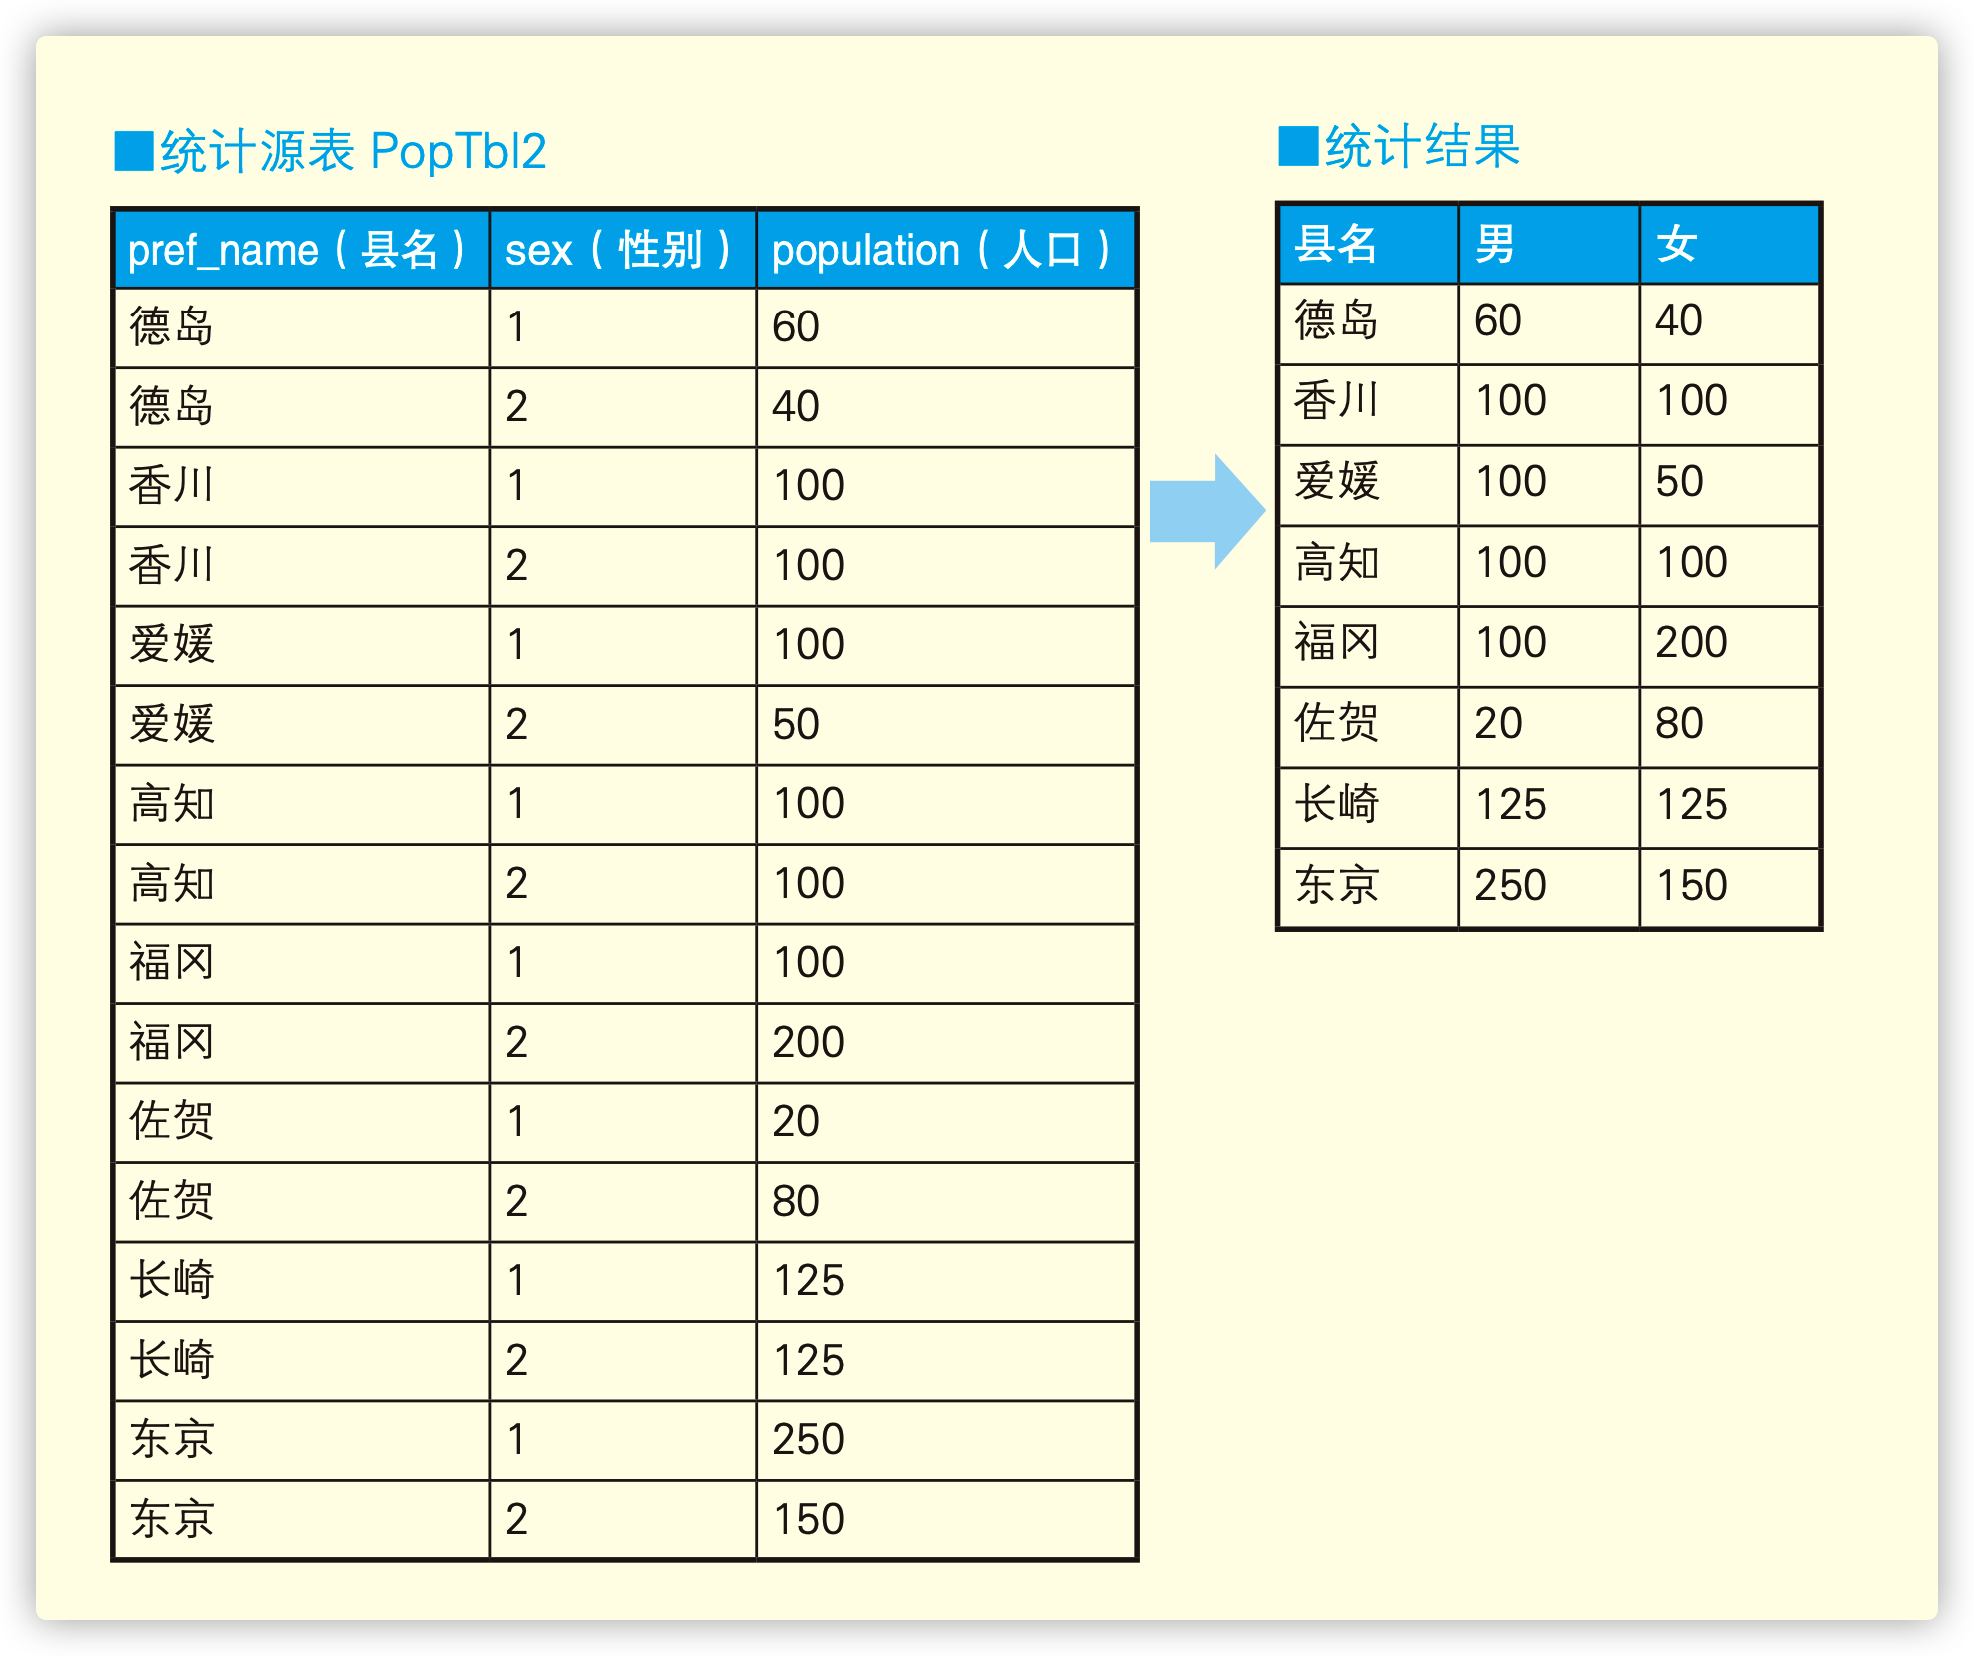 ■统计源表 PopTbl2
pref_name（县名） sex（性别） population（人口）
德岛 1 60
德岛 2 40
香川 1 100
香川 2 100
爱媛 1 100
爱媛 2 50
高知 1 100
高知 2 100
福冈 1 100
福冈 2 200
佐贺 1 20
佐贺 2 80
长崎 1 125
长崎 2 125
东京 1 250
东京 2 150
■统计结果
县名 男 女
德岛 60 40
香川 100 100
爱媛 100 50
高知 100 100
福冈 100 200
佐贺 20 80
长崎 125 125
东京 250 150